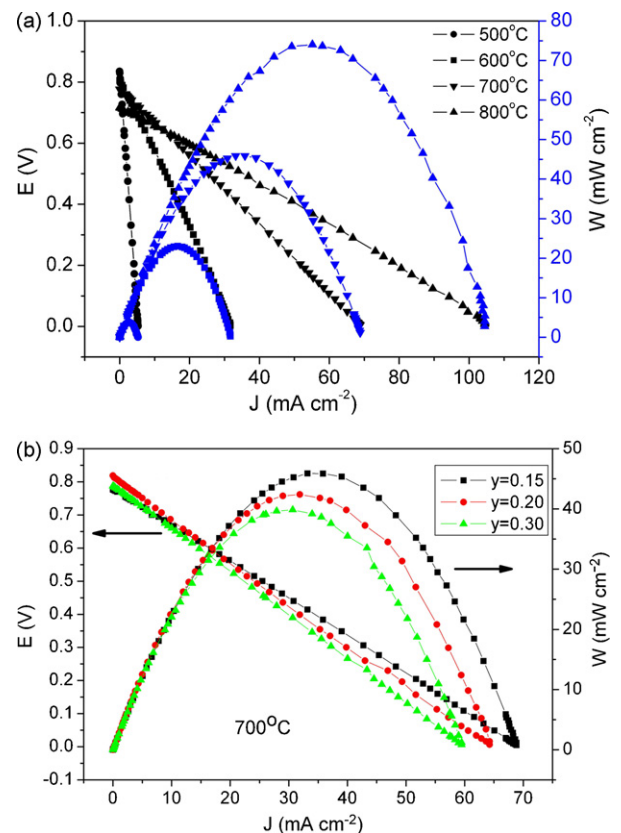 (a)
1.0
0.8
0.6
0.4
0.2
0.0
E (V)
500°C
600°C
700°C
800°C
80
70
60
50
40
30
20
10
0
W (mW cm-2)
0 20 40 60 80 100 120
J (mA cm-2)
(b)
0.9
0.8
0.7
0.6
0.5
0.4
0.3
0.2
0.1
0.0
-0.1
E (V)
y=0.15
y=0.20
y=0.30
700°C
50
40
30
20
10
0
W (mW cm-2)
0 10 20 30 40 50 60 70
J (mA cm-2)